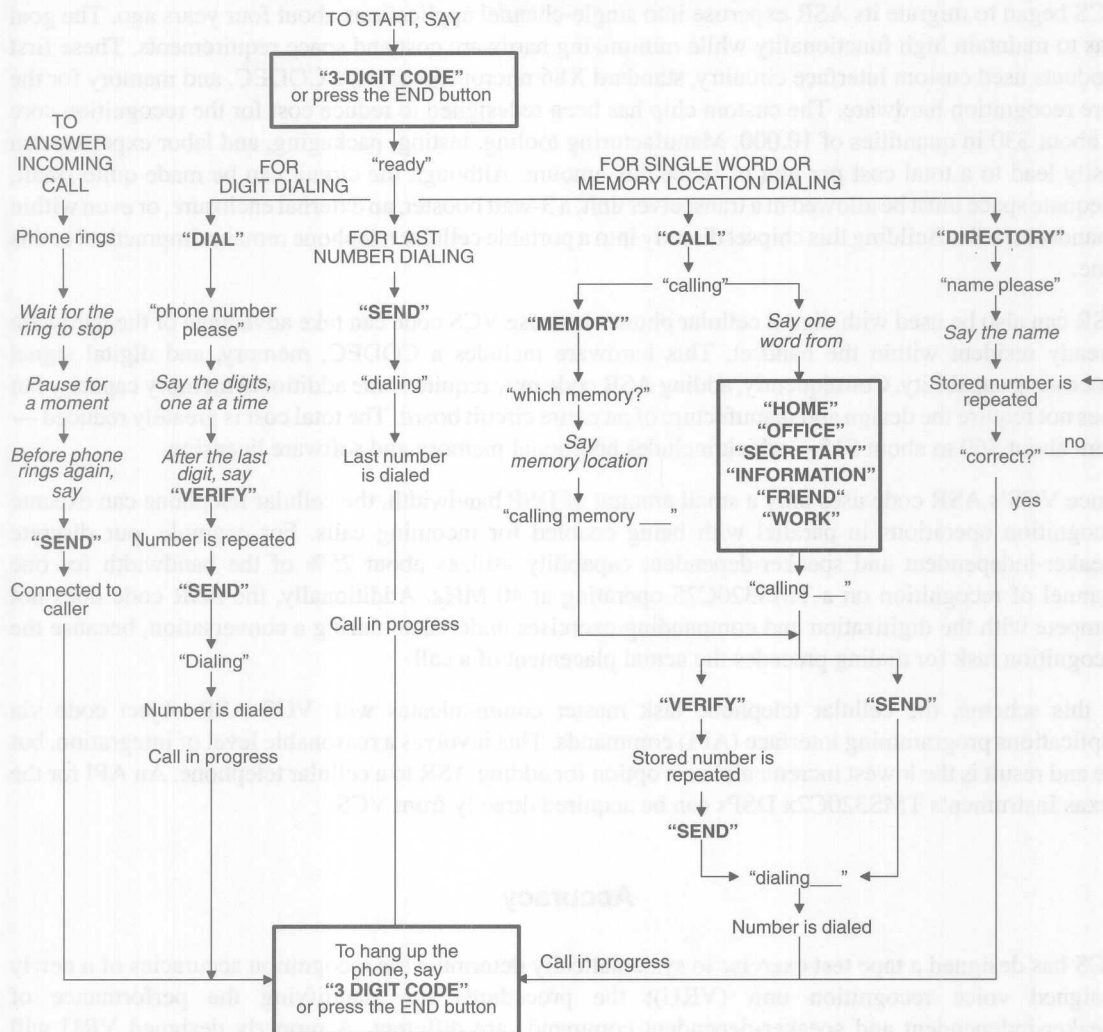 TO START, SAY
“3-DIGIT CODE”
or press the END button
TO
ANSWER
INCOMING
CALL
Phone rings
Wait for the
ring to stop
Pause for
a moment
Before phone
rings again,
say
“SEND”
Connected to
caller
FOR
DIGIT DIALING
“ready”
“DIAL”
“phone number
please”
Say the digits,
one at a time
After the last
digit, say
“VERIFY”
Number is repeated
“SEND”
“Dialing”
Number is dialed
Call in progress
FOR LAST
NUMBER DIALING
“SEND”
“dialing”
Last number
is dialed
Call in progress
FOR SINGLE WORD OR
MEMORY LOCATION DIALING
“CALL”
“calling”
“MEMORY”
“which memory?”
Say
memory location
“calling memory___”
Say one
word from
“HOME”
“OFFICE”
“SECRETARY”
“INFORMATION”
“FRIEND”
“WORK”
“calling ___”
“DIRECTORY”
“name please”
Say the name
Stored number is
repeated
“correct?”
no
yes
“VERIFY”
“SEND”
Stored number is
repeated
“SEND”
“dialing___”
Number is dialed
Call in progress
To hang up the
phone, say
“3 DIGIT CODE”
or press the END button